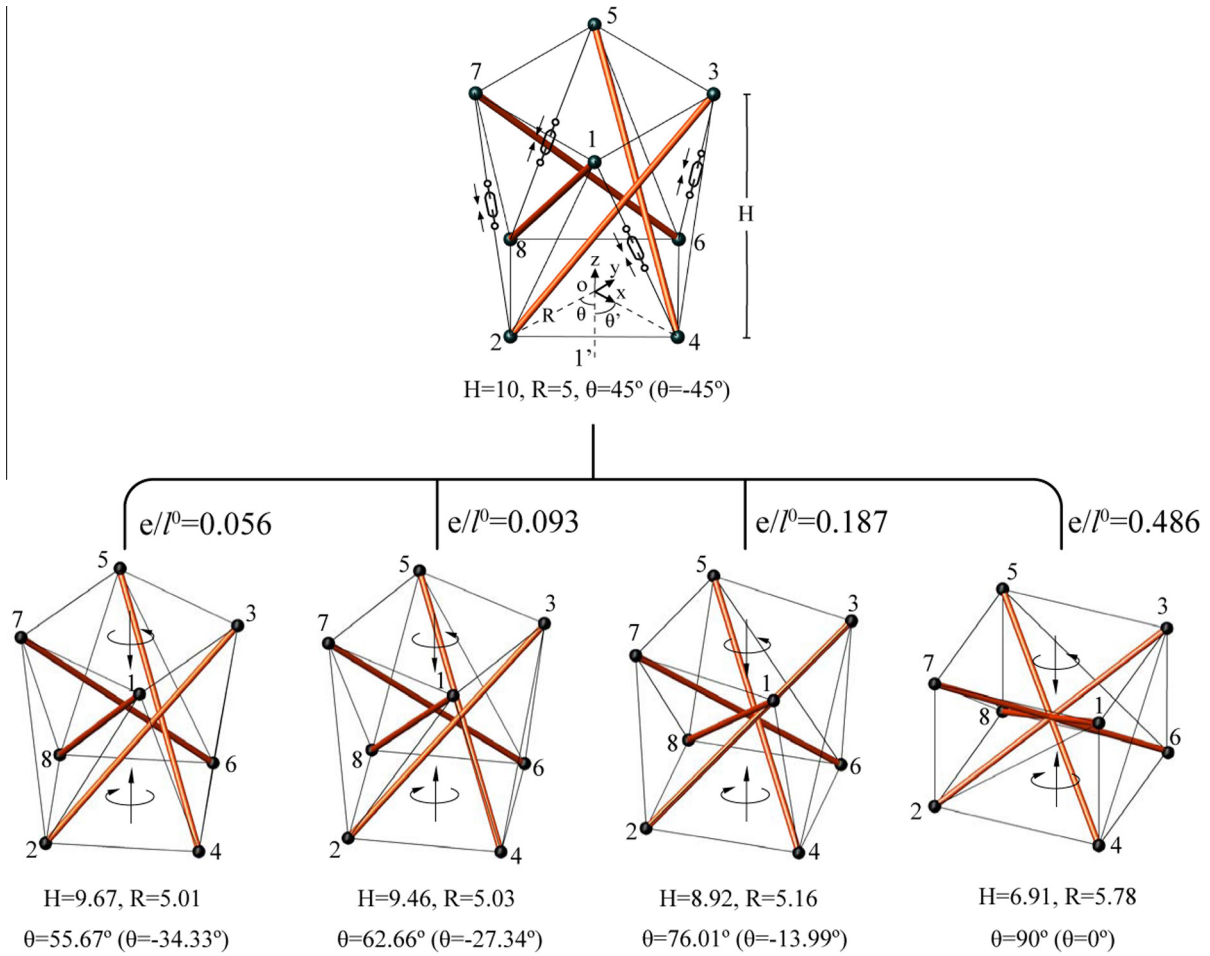 5
7
3
1
H
8
6
z
y
o
x
R
θ
θ'
2
4
1'
H=10, R=5, θ=45º (θ=-45º)
e/l⁰=0.056
e/l⁰=0.093
e/l⁰=0.187
e/l⁰=0.486
5
7
3
1
8
6
2
4
5
7
3
1
8
6
2
4
5
7
3
1
8
6
2
4
5
7
3
1
8
6
2
4
H=9.67, R=5.01
θ=55.67º (θ=-34.33º)
H=9.46, R=5.03
θ=62.66º (θ=-27.34º)
H=8.92, R=5.16
θ=76.01º (θ=-13.99º)
H=6.91, R=5.78
θ=90º (θ=0º)